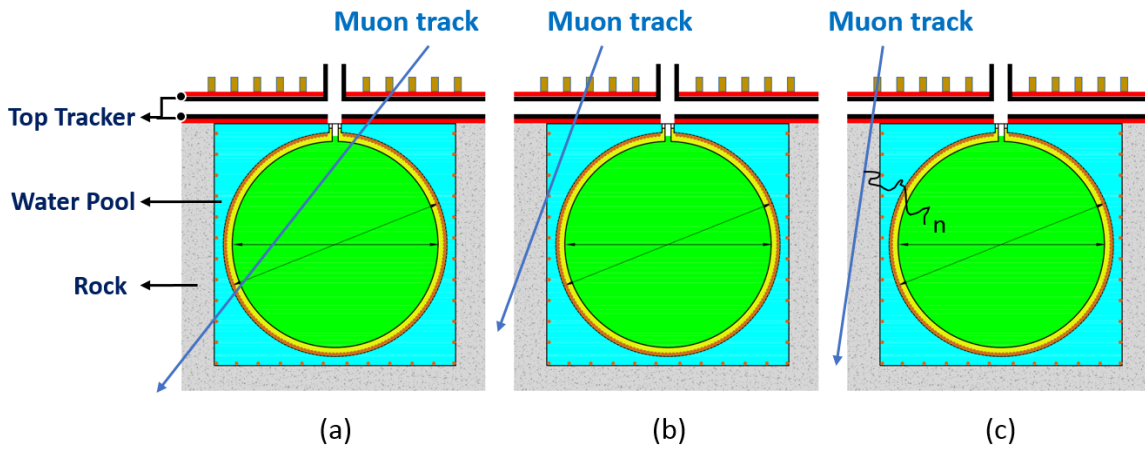 Muon track
Muon track
Muon track
Top Tracker
Water Pool
Rock
n
(a)
(b)
(c)